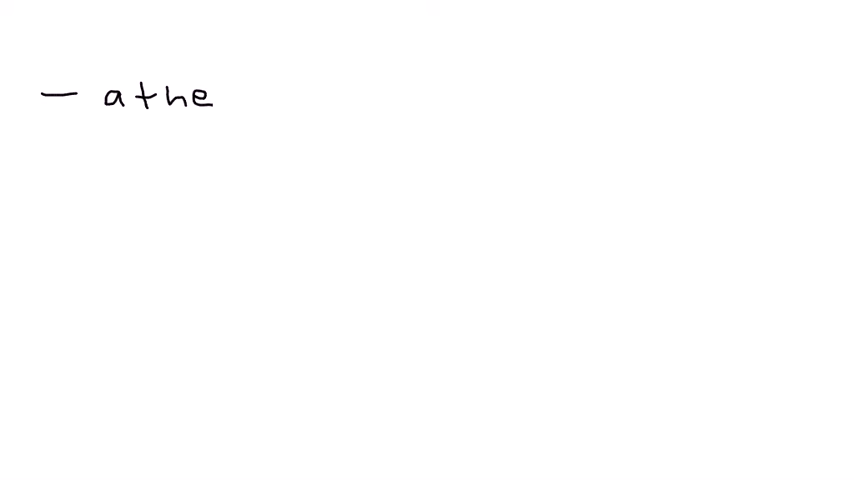 — athe